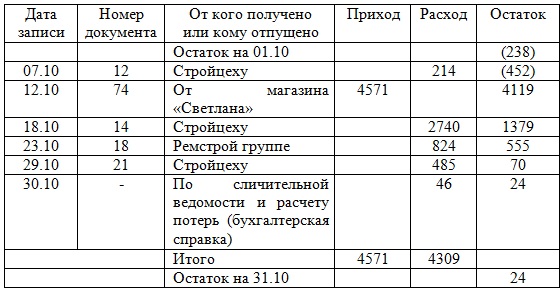 Дата записи Номер документа От кого получено или кому отпущено Приход Расход Остаток
Остаток на 01.10 (238)
07.10 12 Стройцеху 214 (452)
12.10 74 От магазина «Светлана» 4571 4119
18.10 14 Стройцеху 2740 1379
23.10 18 Ремстрой группе 824 555
29.10 21 Стройцеху 485 70
30.10 - По сличительной ведомости и расчету потерь (бухгалтерская справка) 46 24
Итого 4571 4309
Остаток на 31.10 24